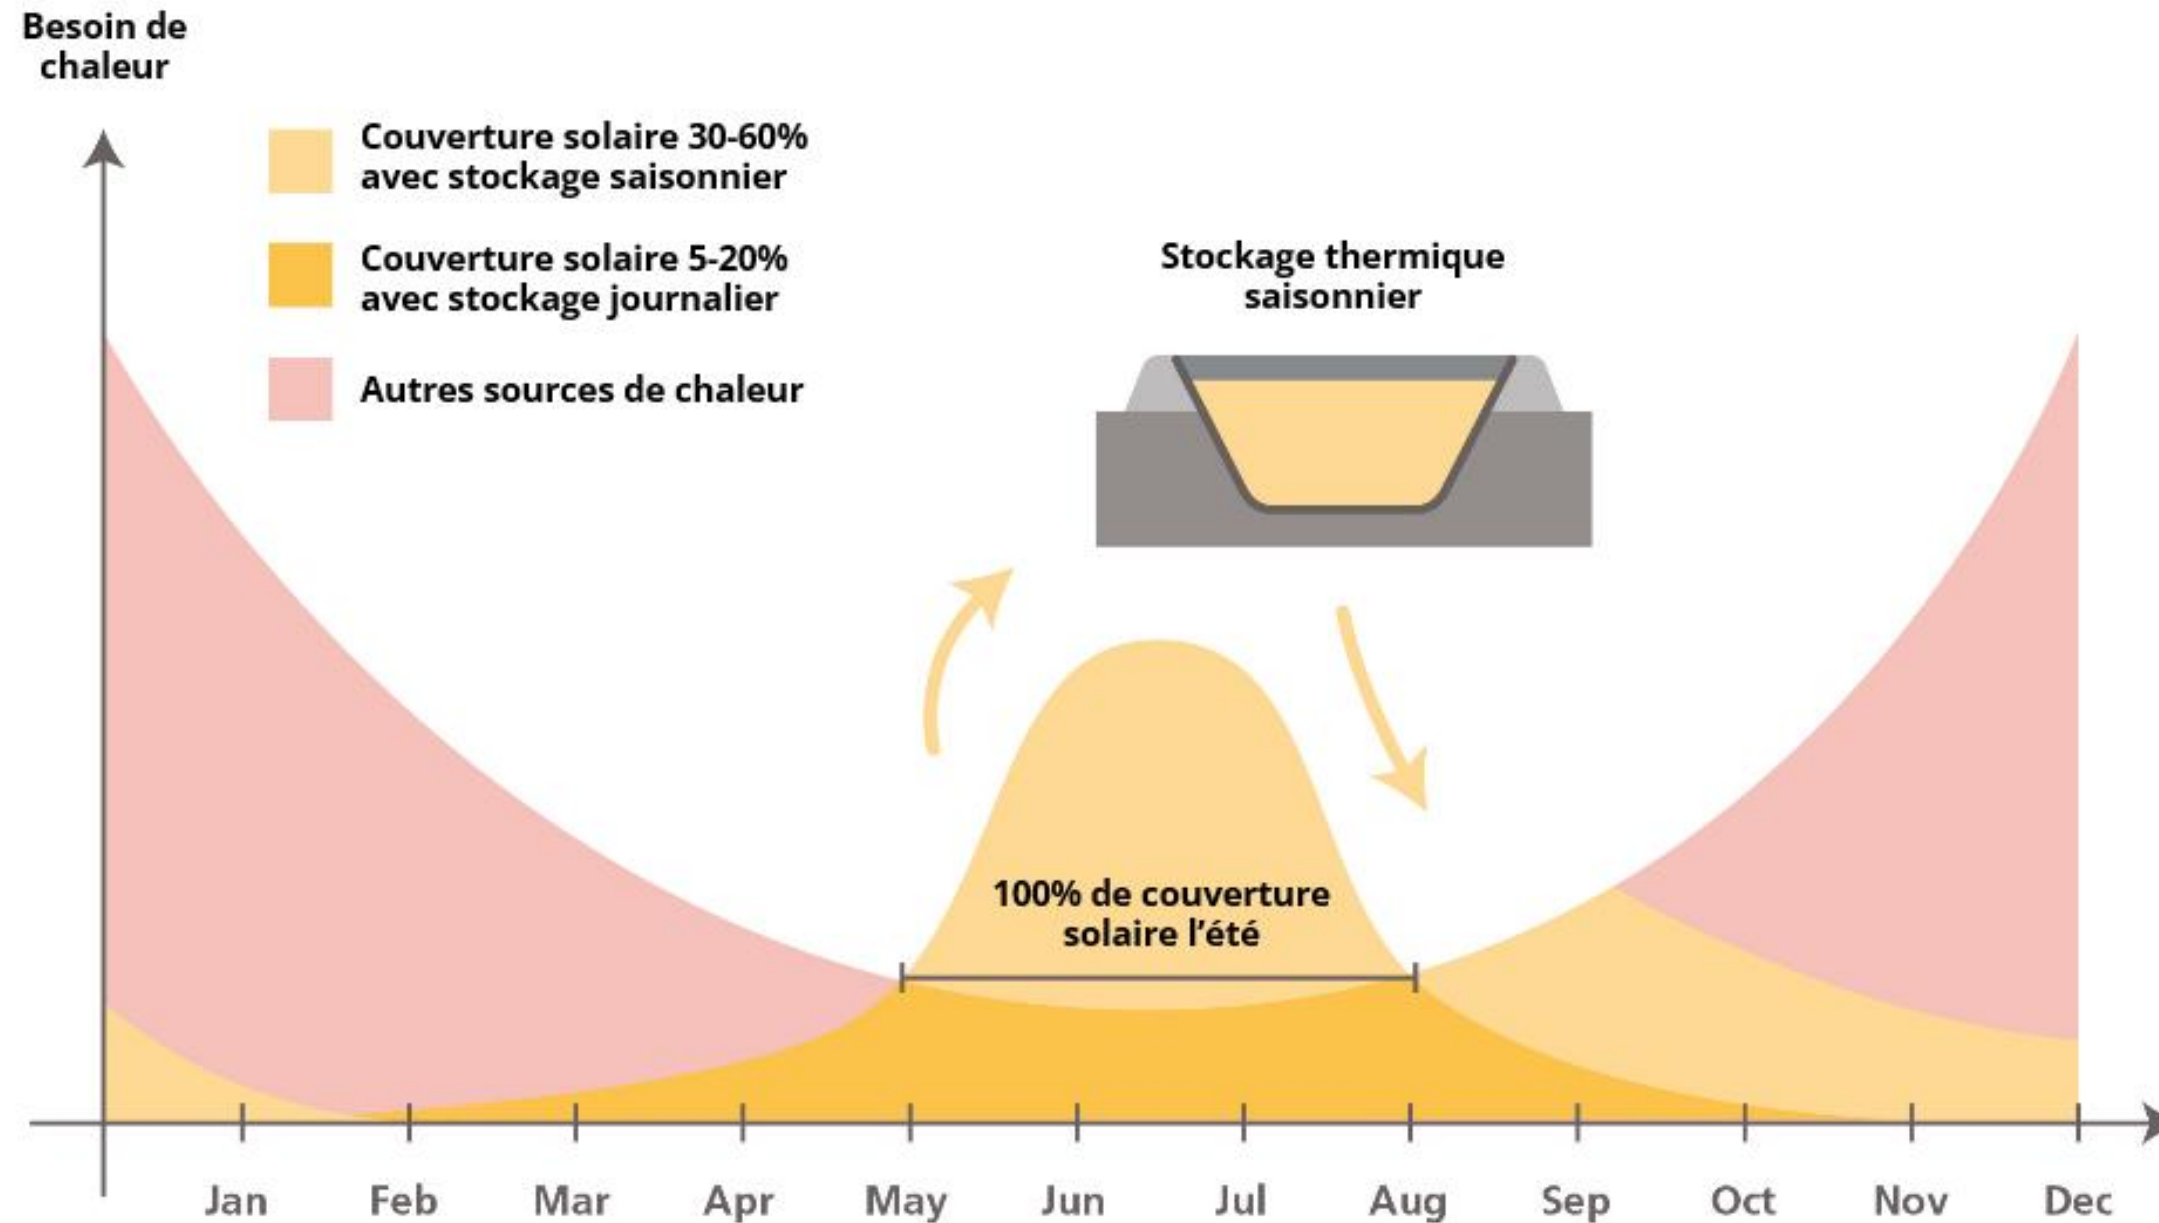 Besoin de
chaleur
Couverture solaire 30-60%
avec stockage saisonnier
Couverture solaire 5-20%
avec stockage journalier
Autres sources de chaleur
Stockage thermique
saisonnier
100% de couverture
solaire l’été
Jan Feb Mar Apr May Jun Jul Aug Sep Oct Nov Dec